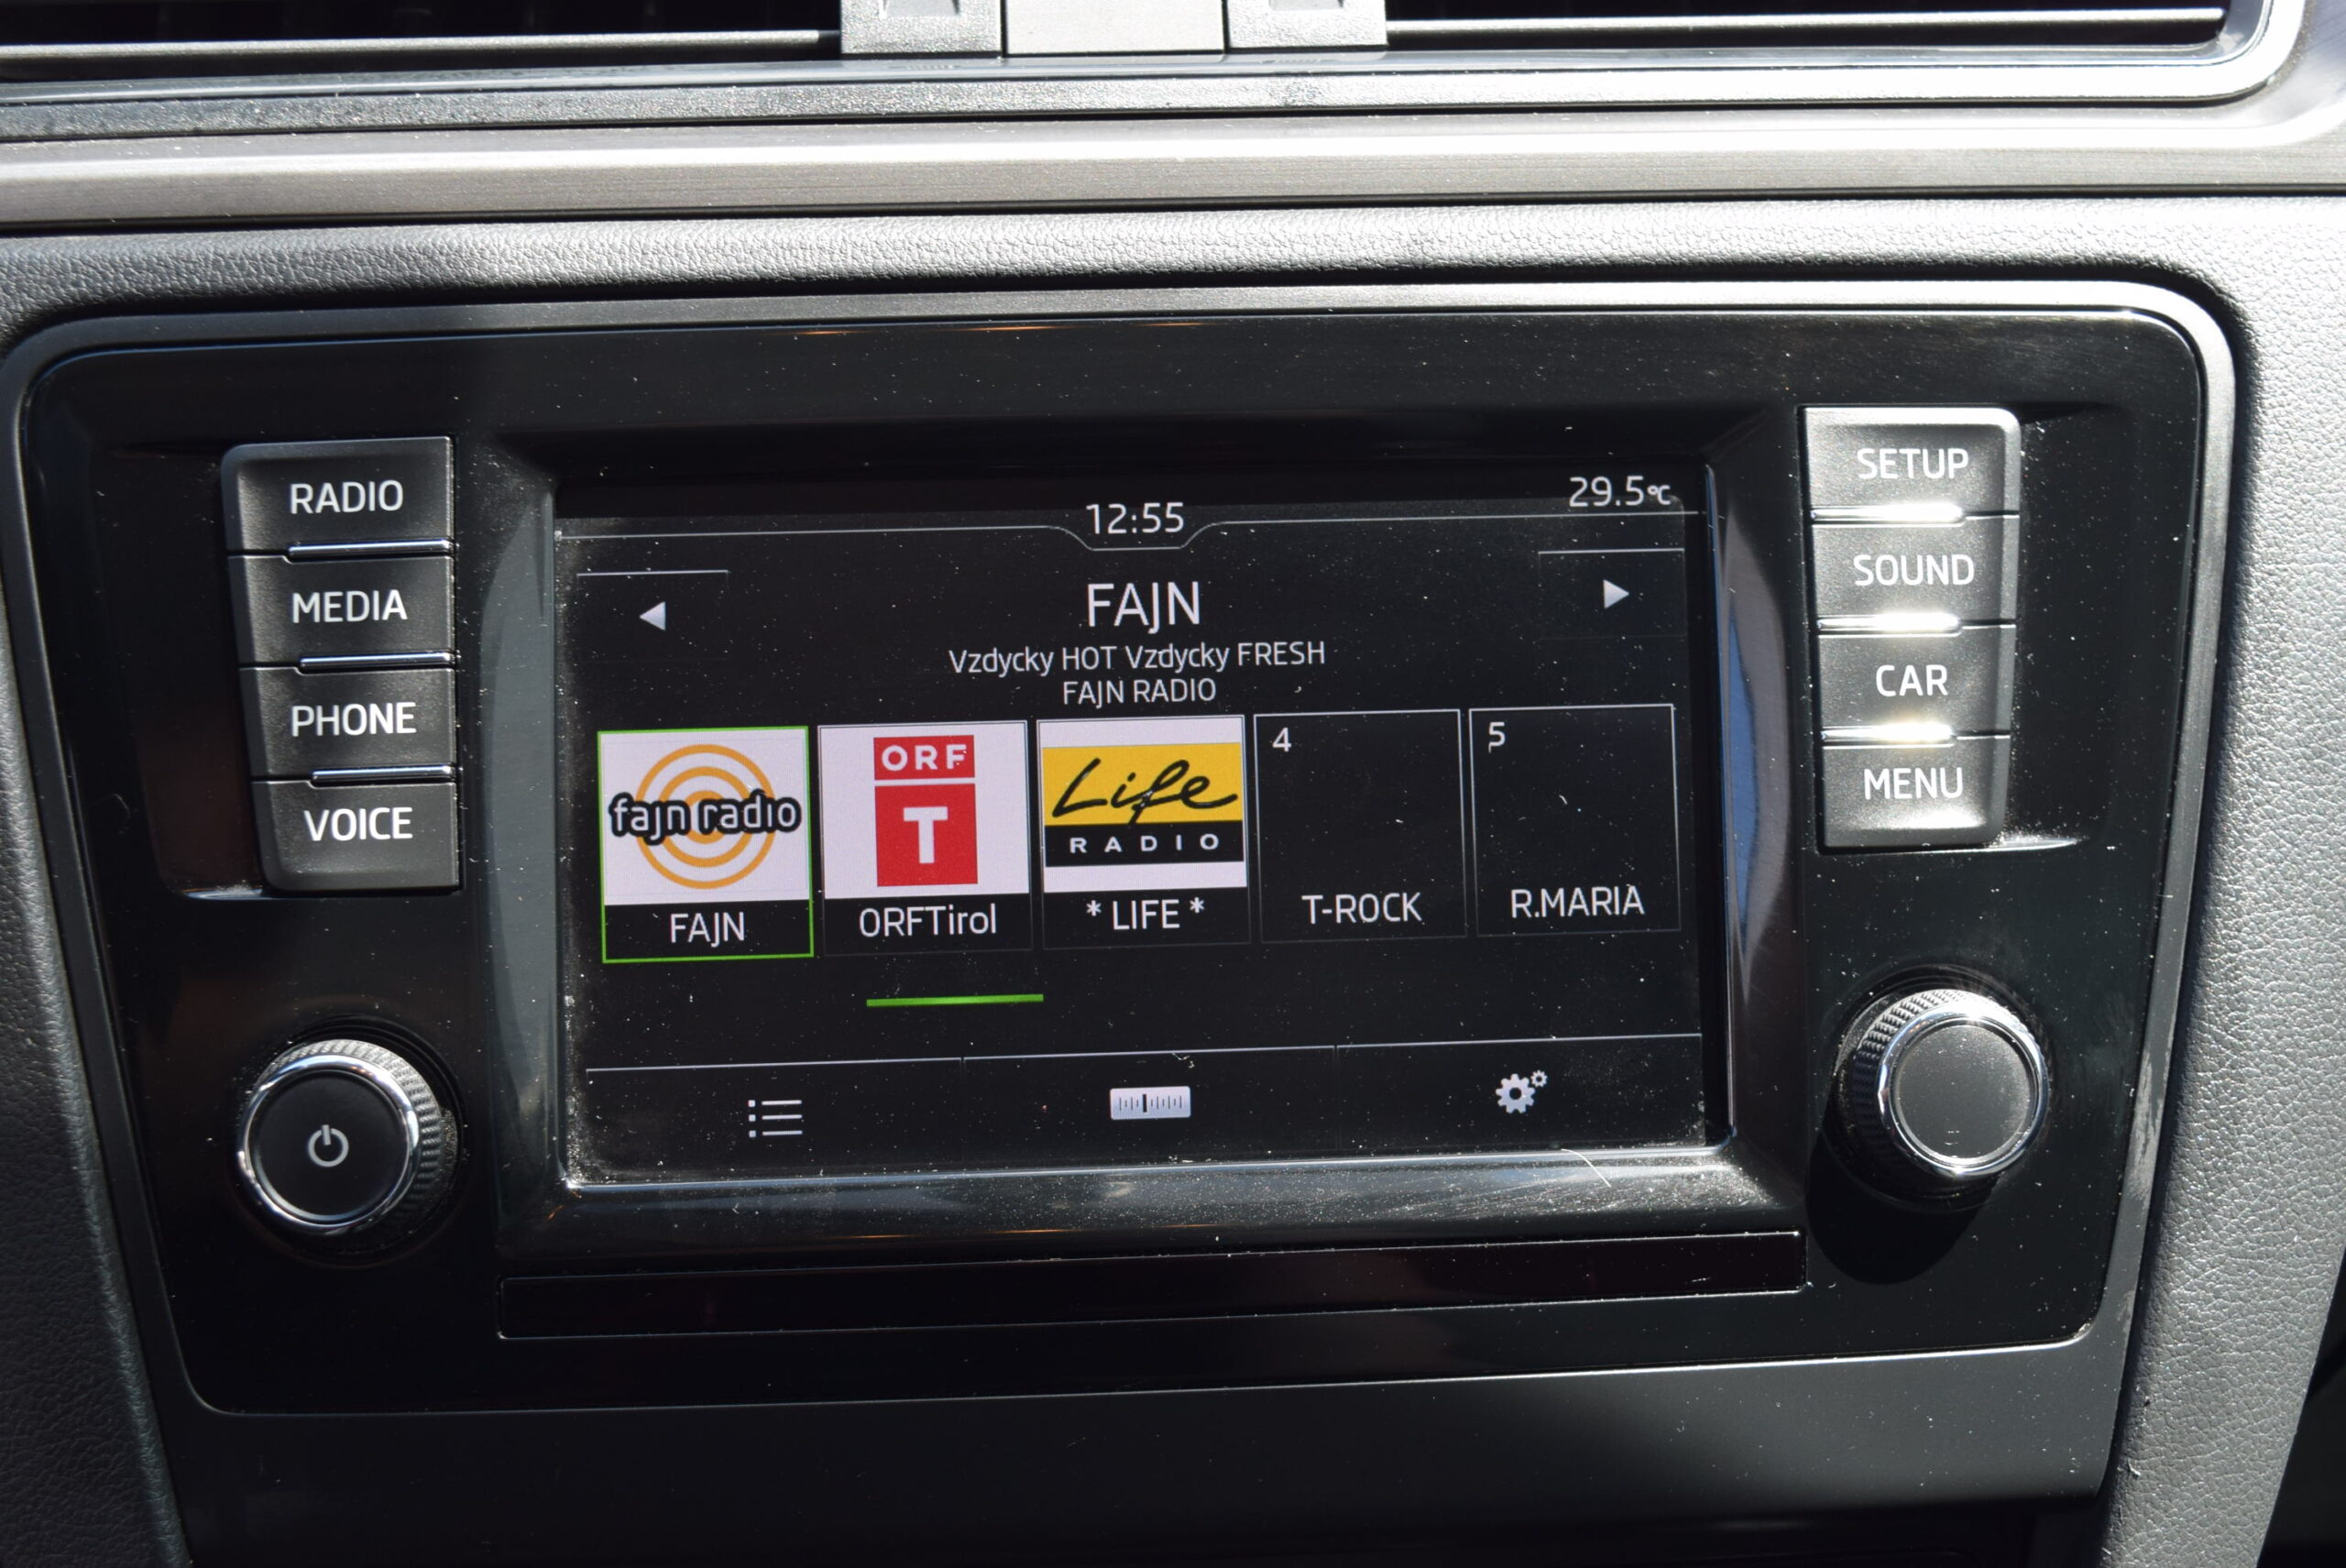 RADIO
MEDIA
PHONE
VOICE
12:55
29.5°C
FAJN
Vzdycky HOT Vzdycky FRESH
FAJN RADIO
fajn radio
FAJN
ORF
T
ORFTirol
Life
RADIO
* LIFE *
4
T-ROCK
5
R.MARIA
SETUP
SOUND
CAR
MENU